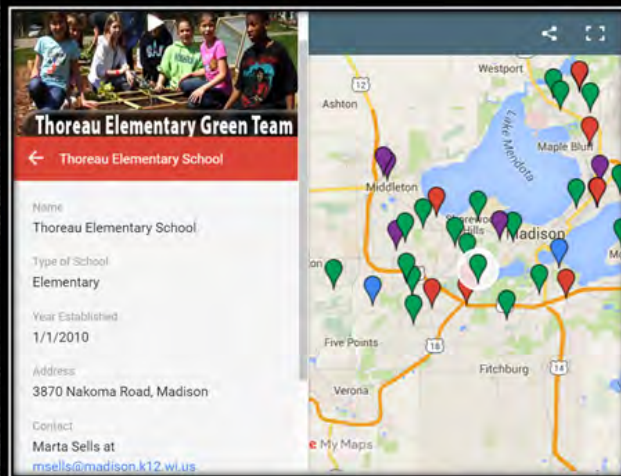 Thoreau Elementary Green Team
Thoreau Elementary School
Name
Thoreau Elementary School
Type of School
Elementary
Year Established
1/1/2010
Address
3870 Nakoma Road, Madison
Contact
Marta Sells at
msells@madison.k12.wi.us
Westport
12
Ashton
Lake Mendota
Maple Bluff
Middleton
Hills
Madison
Five Points
18
Fitchburg
14
Verona
e My Maps